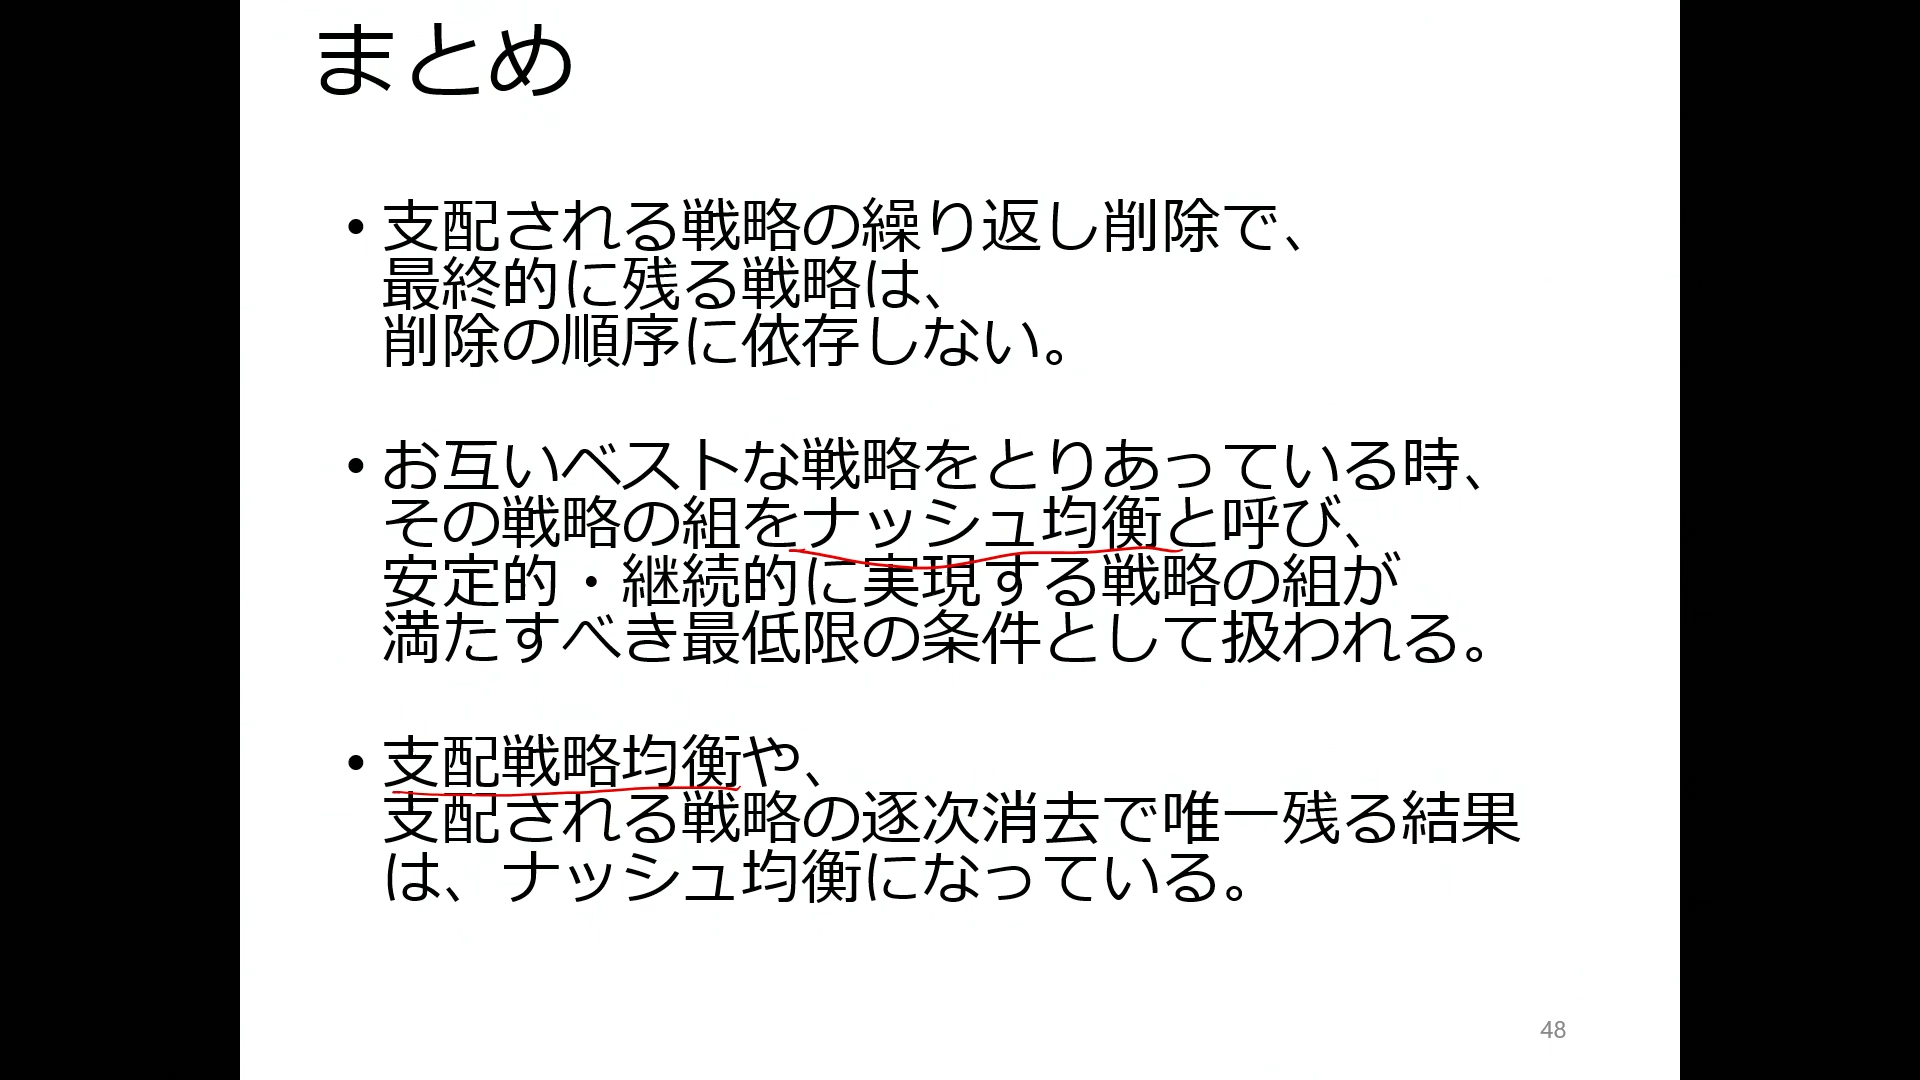 まとめ
• 支配される戦略の繰り返し削除で、
最終的に残る戦略は、
削除の順序に依存しない。
• お互いベストな戦略をとりあっている時、
その戦略の組をナッシュ均衡と呼び、
安定的・継続的に実現する戦略の組が
満たすべき最低限の条件として扱われる。
• 支配戦略均衡や、
支配される戦略の逐次消去で唯一残る結果
は、ナッシュ均衡になっている。
48